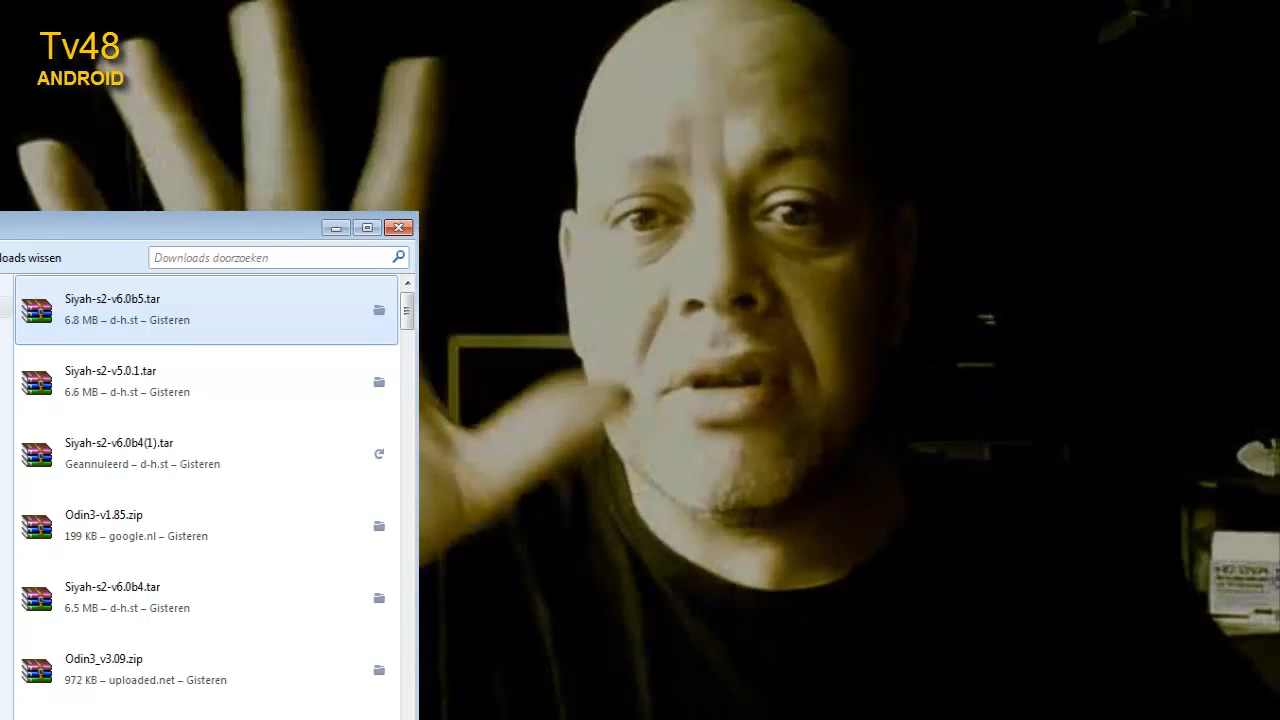 Tv48
ANDROID
loads wissen
Downloads doorzoeken
Siyah-s2-v6.0b5.tar
6.8 MB – d-h.st – Gisteren
Siyah-s2-v5.0.1.tar
6.6 MB – d-h.st – Gisteren
Siyah-s2-v6.0b4(1).tar
Geannuleerd – d-h.st – Gisteren
Odin3-v1.85.zip
199 KB – google.nl – Gisteren
Siyah-s2-v6.0b4.tar
6.5 MB – d-h.st – Gisteren
Odin3_v3.09.zip
972 KB – uploaded.net – Gisteren